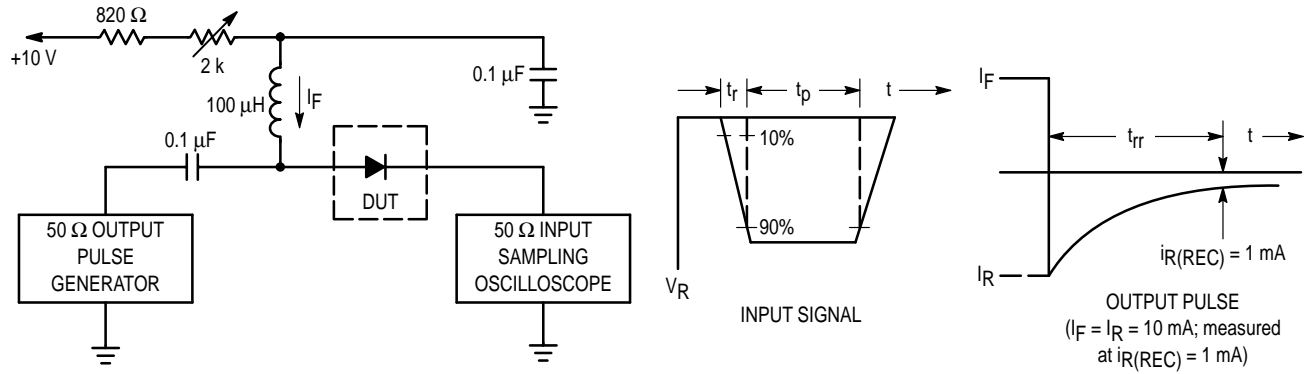 820 Ω
+10 V
2 k
100 µH
IF
0.1 µF
0.1 µF
DUT
50 Ω OUTPUT
PULSE
GENERATOR
50 Ω INPUT
SAMPLING
OSCILLOSCOPE
tr
tp
t
10%
90%
VR
INPUT SIGNAL
IF
trr
t
IR
iR(REC) = 1 mA
OUTPUT PULSE
(IF = IR = 10 mA; measured
at iR(REC) = 1 mA)